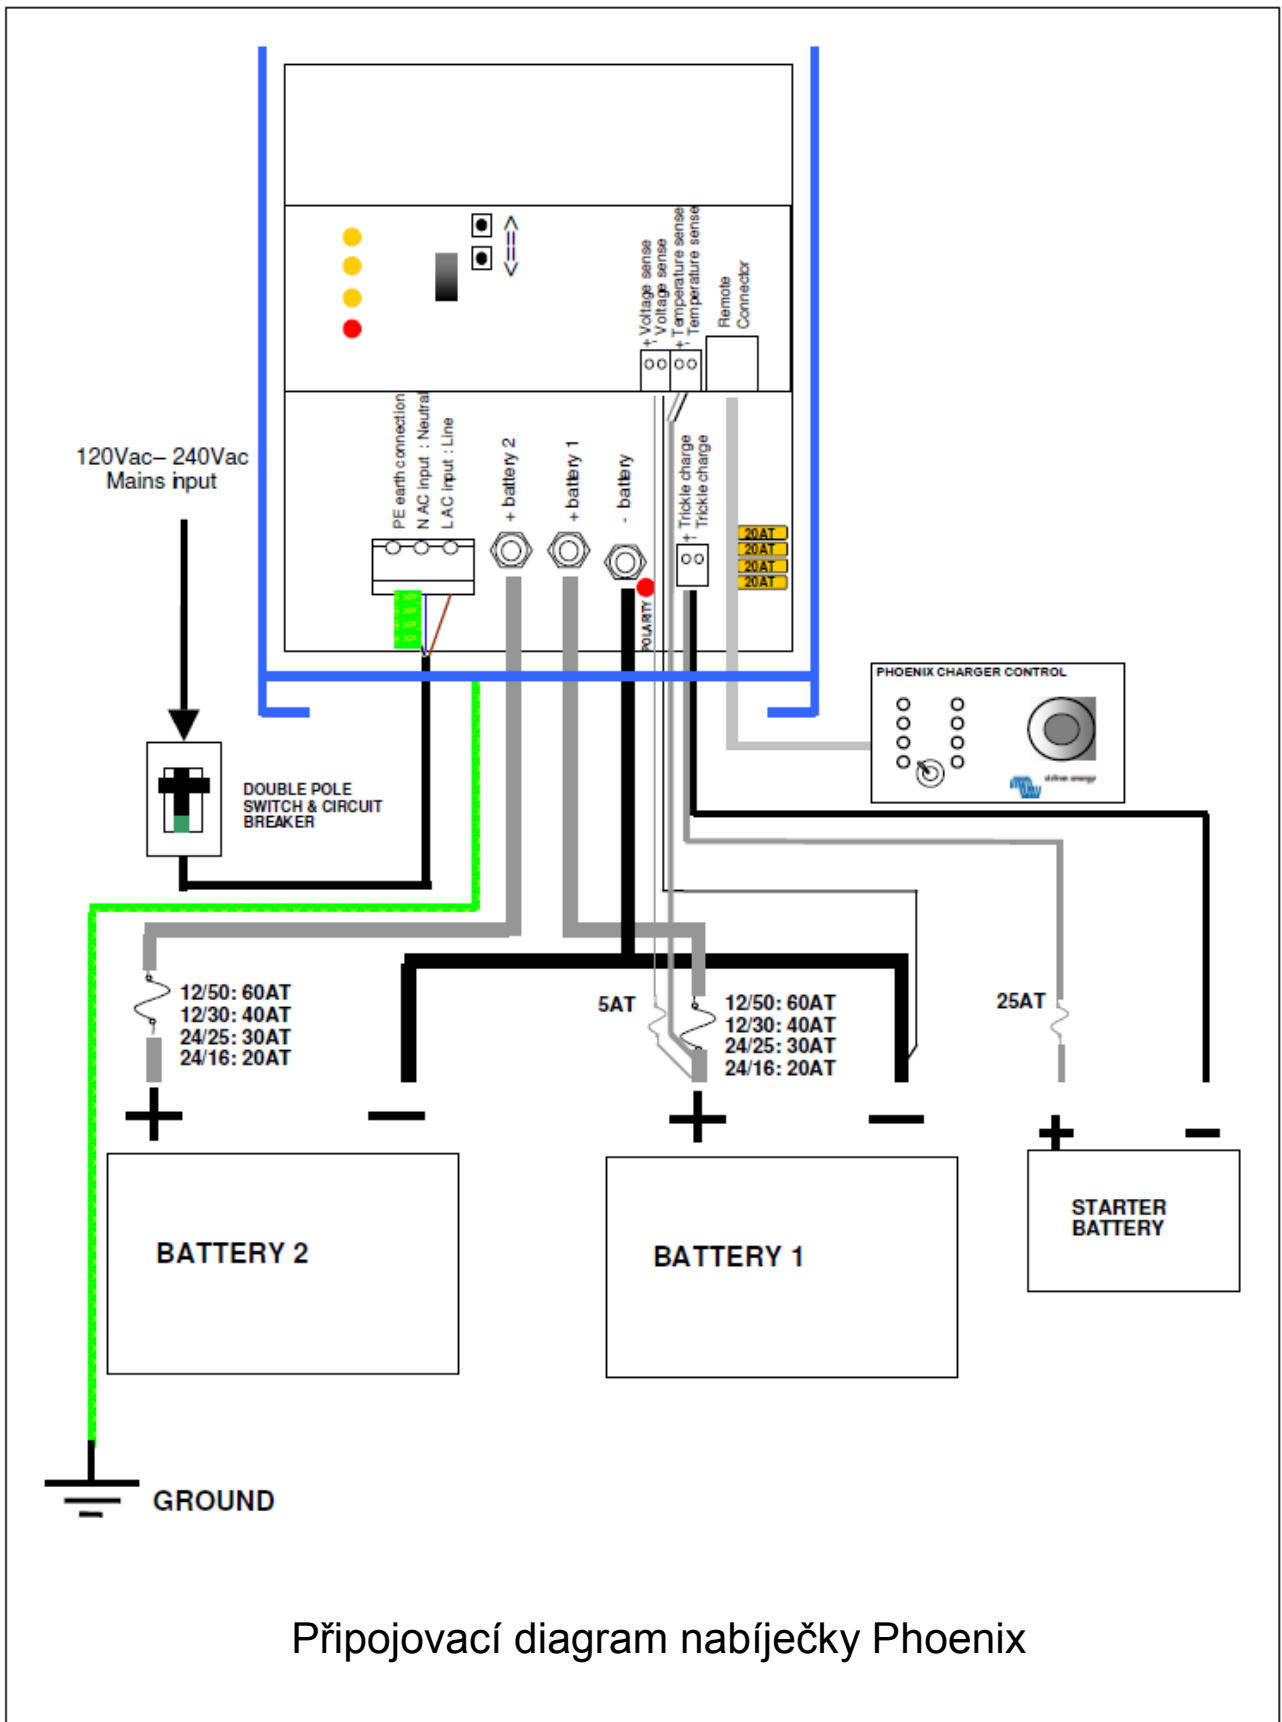 <==>
+ Voltage sense
- Voltage sense
+ Temperature sense
- Temperature sense
Remote
Connector
PE earth connection
N AC input : Neutral
L AC input : Line
+ battery 2
+ battery 1
- battery
+ Trickle charge
- Trickle charge
120Vac– 240Vac
Mains input
20AT
20AT
20AT
20AT
POLARITY
PHOENIX CHARGER CONTROL
victron energy
DOUBLE POLE
SWITCH & CIRCUIT
BREAKER
12/50: 60AT
12/30: 40AT
24/25: 30AT
24/16: 20AT
5AT
12/50: 60AT
12/30: 40AT
24/25: 30AT
24/16: 20AT
25AT
+
–
+
–
+
–
BATTERY 2
BATTERY 1
STARTER
BATTERY
GROUND
Připojovací diagram nabíječky Phoenix